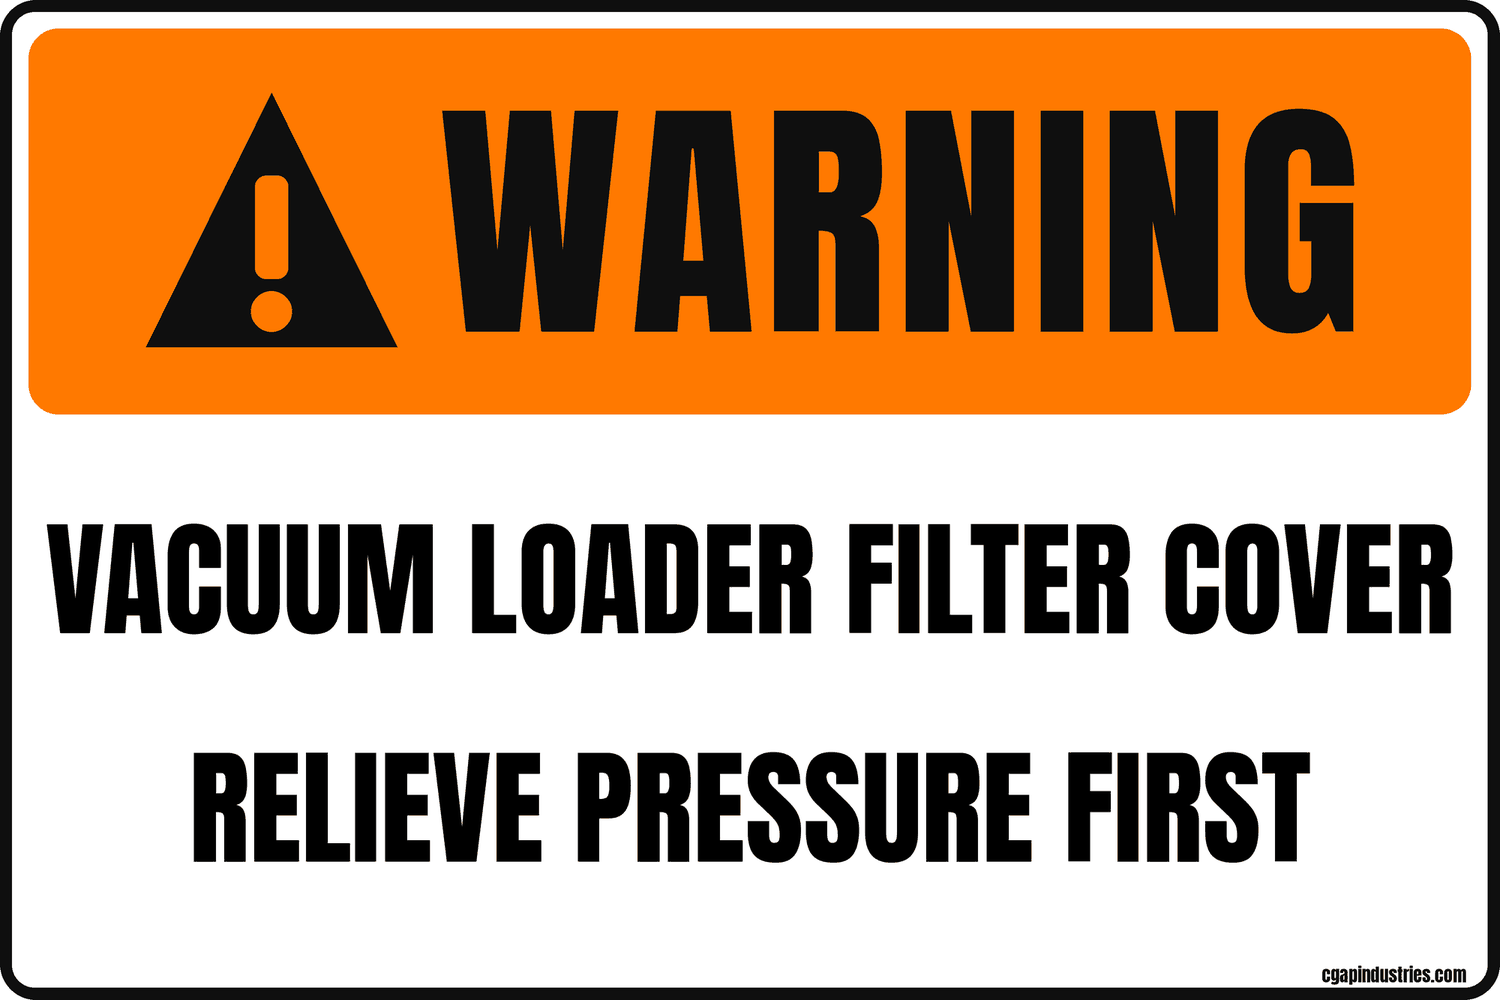 WARNING
VACUUM LOADER FILTER COVER
RELIEVE PRESSURE FIRST
cgapindustries.com